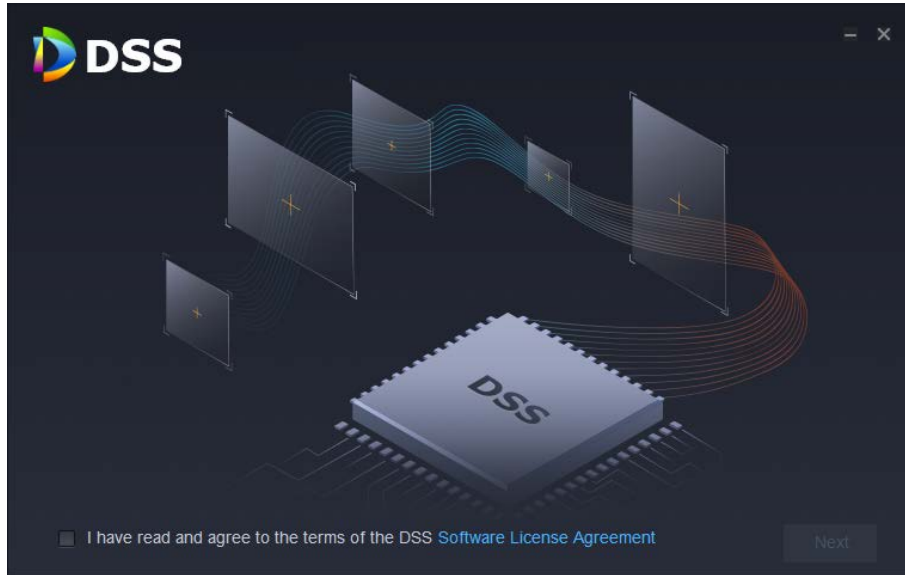 DSS
DSS
I have read and agree to the terms of the DSS Software License Agreement
Next